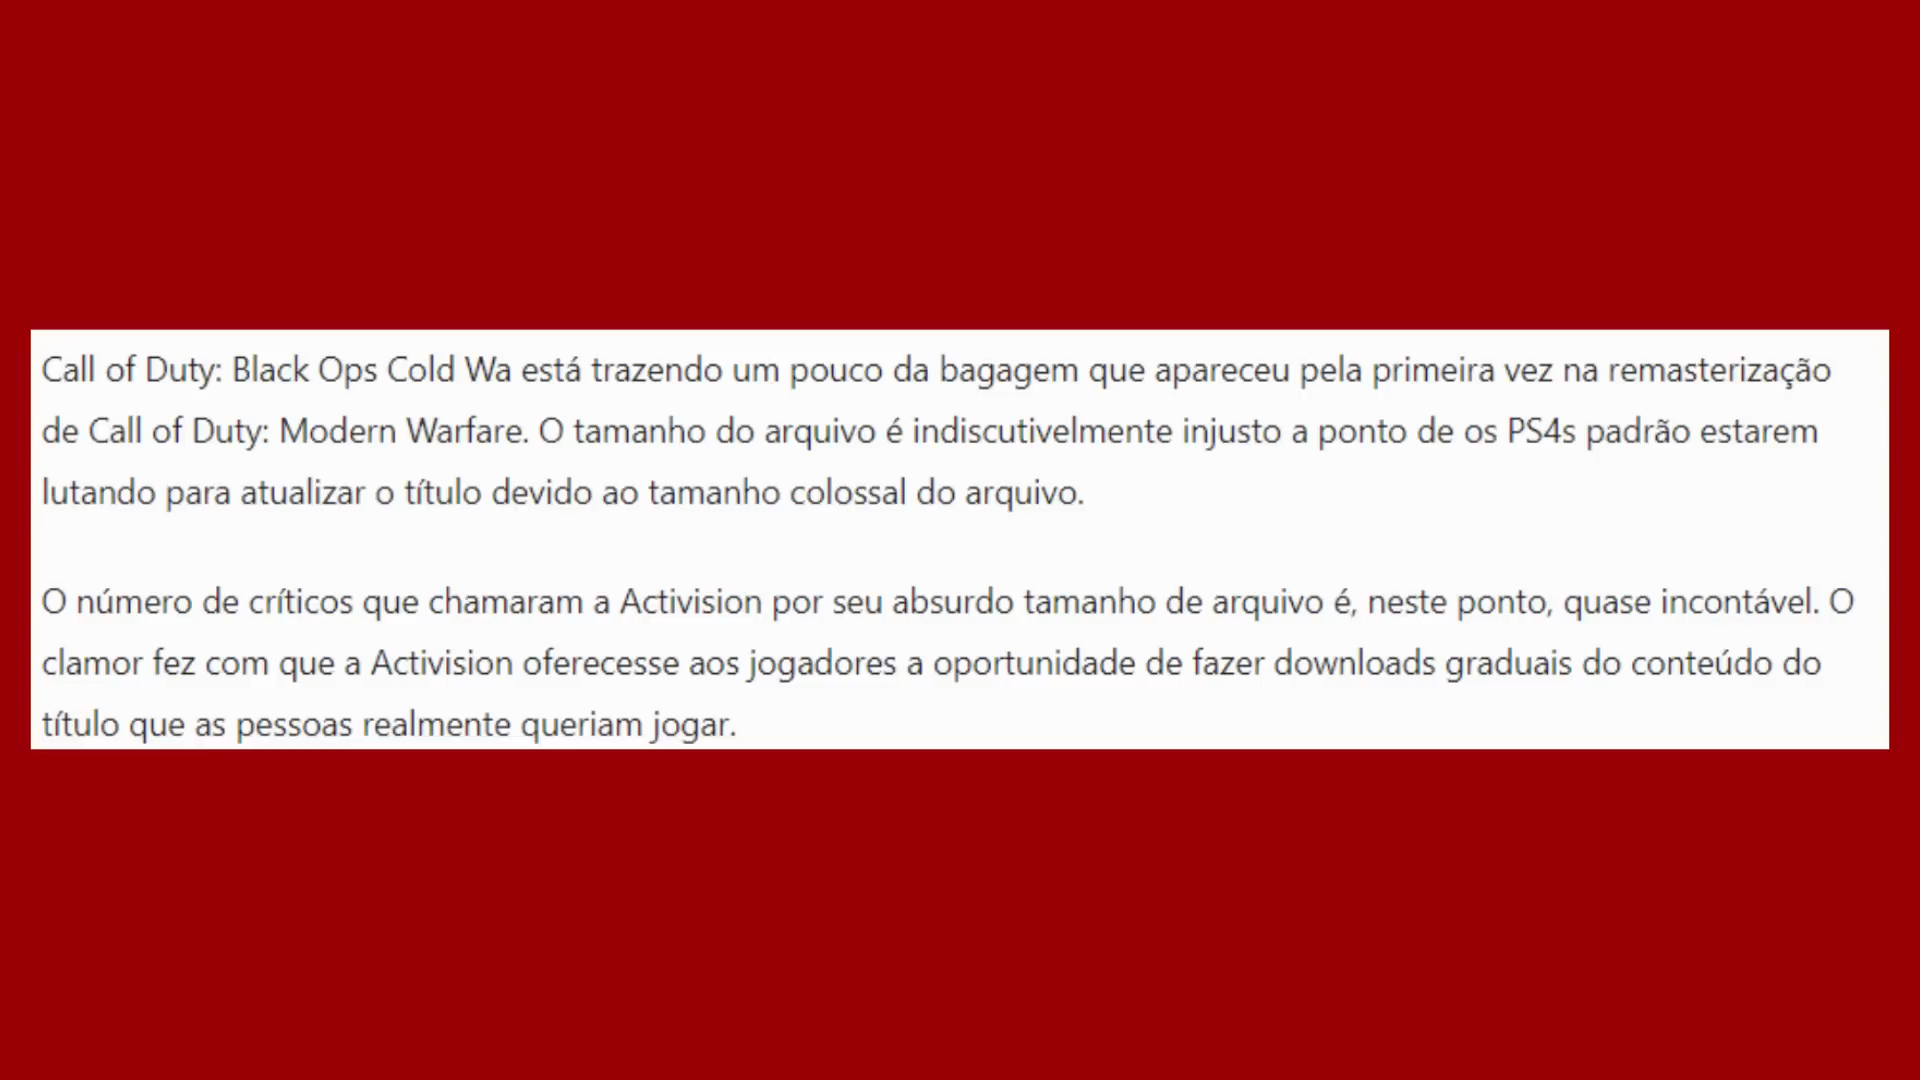 Call of Duty: Black Ops Cold Wa está trazendo um pouco da bagagem que apareceu pela primeira vez na remasterização
de Call of Duty: Modern Warfare. O tamanho do arquivo é indiscutivelmente injusto a ponto de os PS4s padrão estarem
lutando para atualizar o título devido ao tamanho colossal do arquivo.
O número de críticos que chamaram a Activision por seu absurdo tamanho de arquivo é, neste ponto, quase incontável. O
clamor fez com que a Activision oferecesse aos jogadores a oportunidade de fazer downloads graduais do conteúdo do
título que as pessoas realmente queriam jogar.